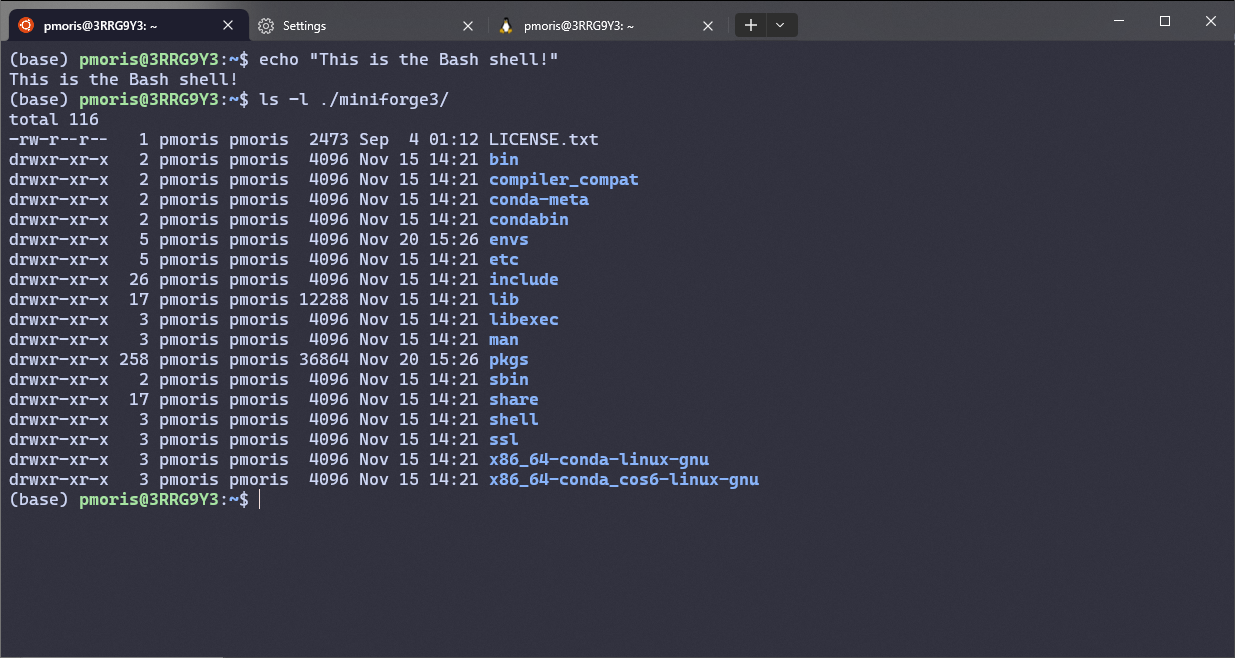 pmoris@3RRG9Y3: ~ Settings pmoris@3RRG9Y3: ~
(base) pmoris@3RRG9Y3:~$ echo "This is the Bash shell!"
This is the Bash shell!
(base) pmoris@3RRG9Y3:~$ ls -l ./miniforge3/
total 116
-rw-r--r--   1 pmoris pmoris  2473 Sep  4 01:12 LICENSE.txt
drwxr-xr-x   2 pmoris pmoris  4096 Nov 15 14:21 bin
drwxr-xr-x   2 pmoris pmoris  4096 Nov 15 14:21 compiler_compat
drwxr-xr-x   2 pmoris pmoris  4096 Nov 15 14:21 conda-meta
drwxr-xr-x   2 pmoris pmoris  4096 Nov 15 14:21 condabin
drwxr-xr-x   5 pmoris pmoris  4096 Nov 20 15:26 envs
drwxr-xr-x   5 pmoris pmoris  4096 Nov 15 14:21 etc
drwxr-xr-x  26 pmoris pmoris  4096 Nov 15 14:21 include
drwxr-xr-x  17 pmoris pmoris 12288 Nov 15 14:21 lib
drwxr-xr-x   3 pmoris pmoris  4096 Nov 15 14:21 libexec
drwxr-xr-x   3 pmoris pmoris  4096 Nov 15 14:21 man
drwxr-xr-x 258 pmoris pmoris 36864 Nov 20 15:26 pkgs
drwxr-xr-x   2 pmoris pmoris  4096 Nov 15 14:21 sbin
drwxr-xr-x  17 pmoris pmoris  4096 Nov 15 14:21 share
drwxr-xr-x   3 pmoris pmoris  4096 Nov 15 14:21 shell
drwxr-xr-x   3 pmoris pmoris  4096 Nov 15 14:21 ssl
drwxr-xr-x   3 pmoris pmoris  4096 Nov 15 14:21 x86_64-conda-linux-gnu
drwxr-xr-x   3 pmoris pmoris  4096 Nov 15 14:21 x86_64-conda_cos6-linux-gnu
(base) pmoris@3RRG9Y3:~$